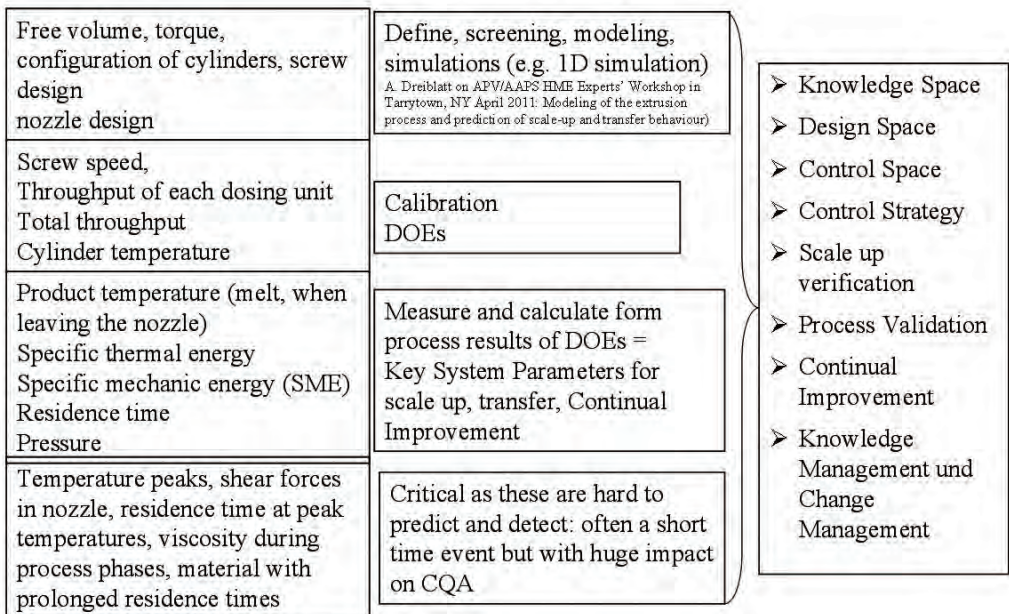 Free volume, torque,
configuration of cylinders, screw
design
nozzle design
Define, screening, modeling,
simulations (e.g. 1D simulation)
A. Dreiblatt on APV/AAPS HME Experts' Workshop in
Tarrytown, NY April 2011: Modeling of the extrusion
process and prediction of scale-up and transfer behaviour)
Screw speed,
Throughput of each dosing unit
Total throughput
Cylinder temperature
Calibration
DOEs
Product temperature (melt, when
leaving the nozzle)
Specific thermal energy
Specific mechanic energy (SME)
Residence time
Pressure
Measure and calculate form
process results of DOEs =
Key System Parameters for
scale up, transfer, Continual
Improvement
Temperature peaks, shear forces
in nozzle, residence time at peak
temperatures, viscosity during
process phases, material with
prolonged residence times
Critical as these are hard to
predict and detect: often a short
time event but with huge impact
on CQA
➤ Knowledge Space
➤ Design Space
➤ Control Space
➤ Control Strategy
➤ Scale up
verification
➤ Process Validation
➤ Continual
Improvement
➤ Knowledge
Management und
Change
Management